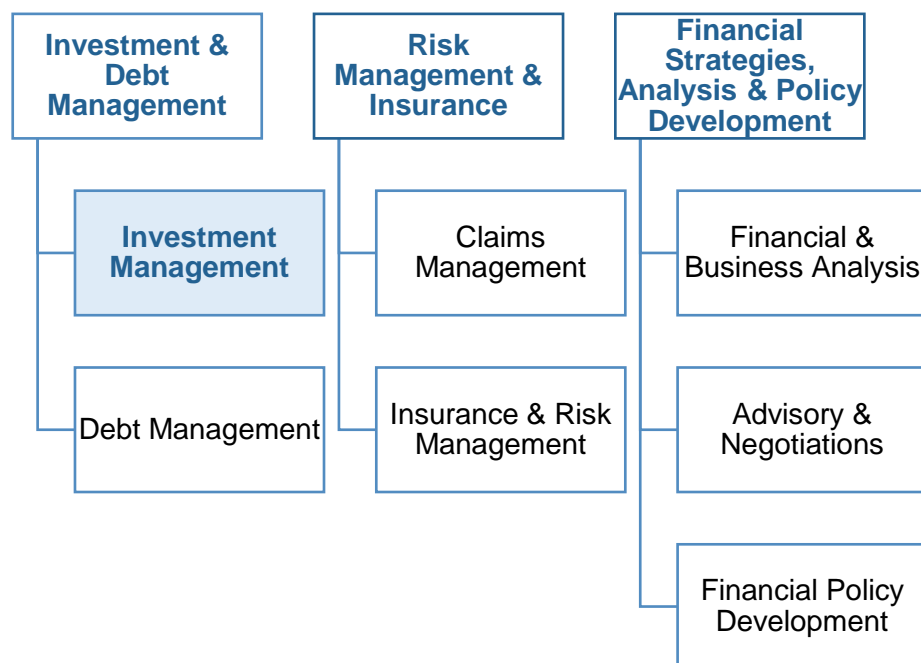 Investment &
Debt
Management
Risk
Management &
Insurance
Financial
Strategies,
Analysis & Policy
Development
Investment
Management
Claims
Management
Financial &
Business Analysis
Debt Management
Insurance & Risk
Management
Advisory &
Negotiations
Financial Policy
Development